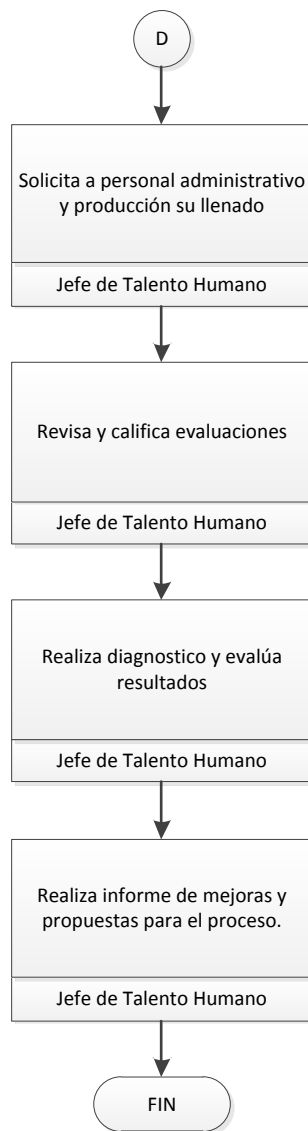 D
Solicita a personal administrativo
y producción su llenado
Jefe de Talento Humano
Revisa y califica evaluaciones
Jefe de Talento Humano
Realiza diagnostico y evalúa
resultados
Jefe de Talento Humano
Realiza informe de mejoras y
propuestas para el proceso.
Jefe de Talento Humano
FIN